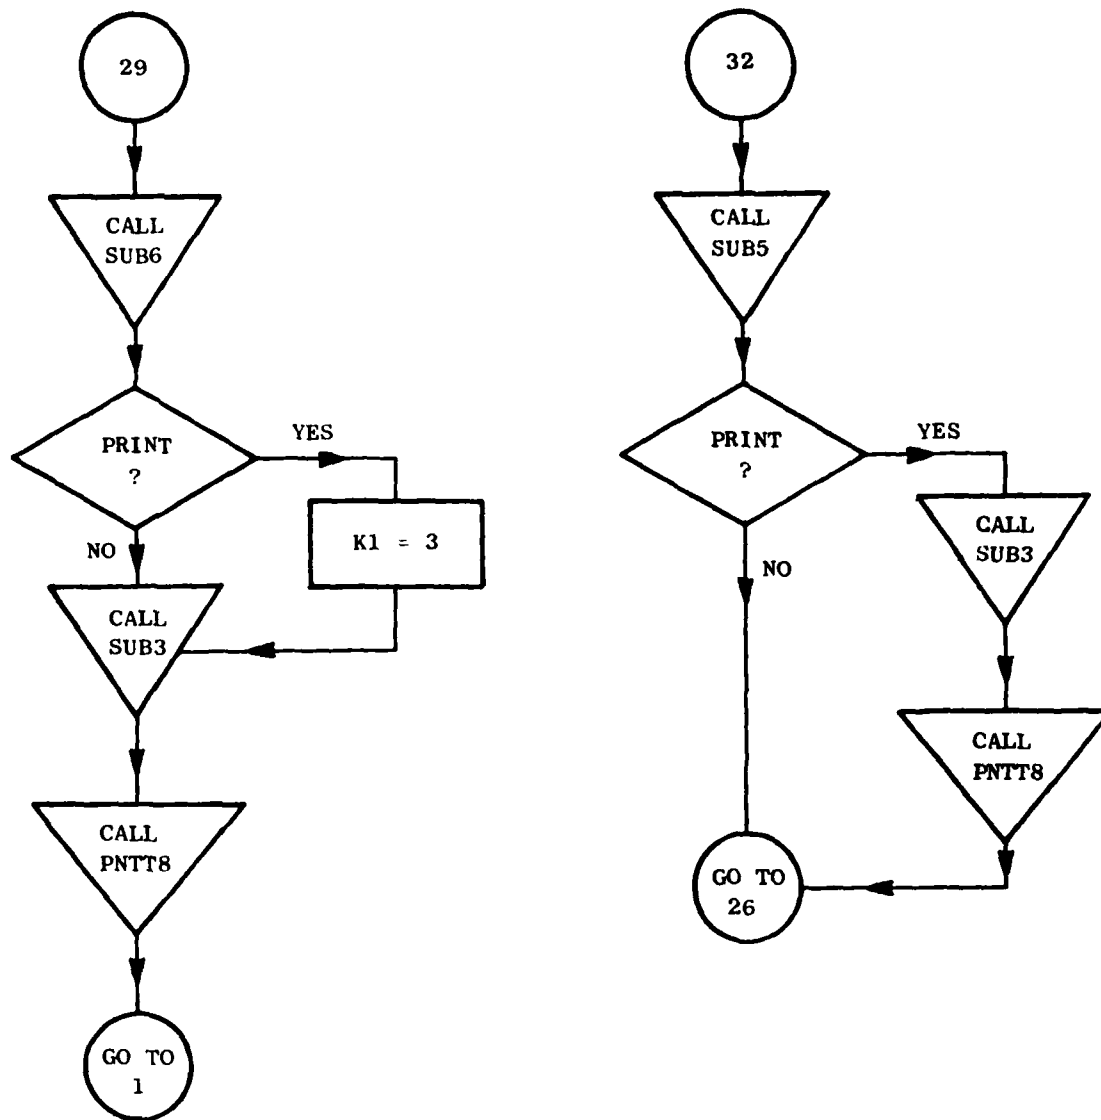 29
CALL
SUB6
PRINT
?
YES
K1 = 3
NO
CALL
SUB3
CALL
PNTT8
GO TO
1
32
CALL
SUB5
PRINT
?
YES
CALL
SUB3
NO
CALL
PNTT8
GO TO
26